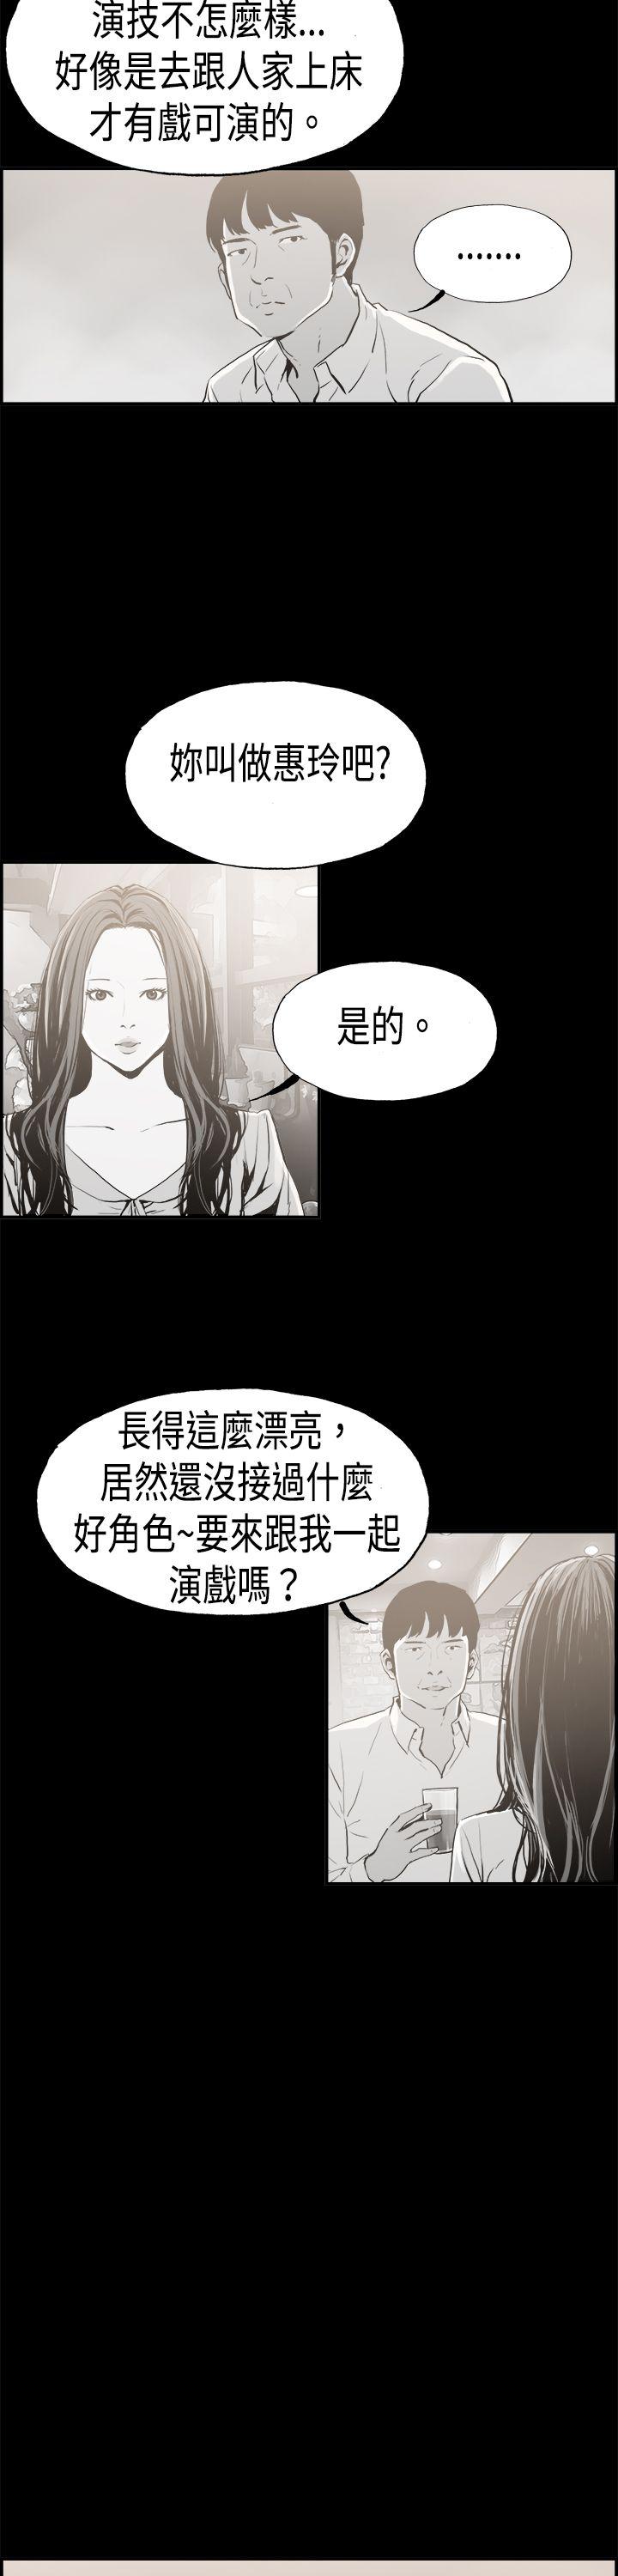 演技不怎麼樣...
好像是去跟人家上床
才有戲可演的。
.......
妳叫做惠玲吧?
是的。
長得這麼漂亮，
居然還沒接過什麼
好角色~要來跟我一起
演戲嗎？